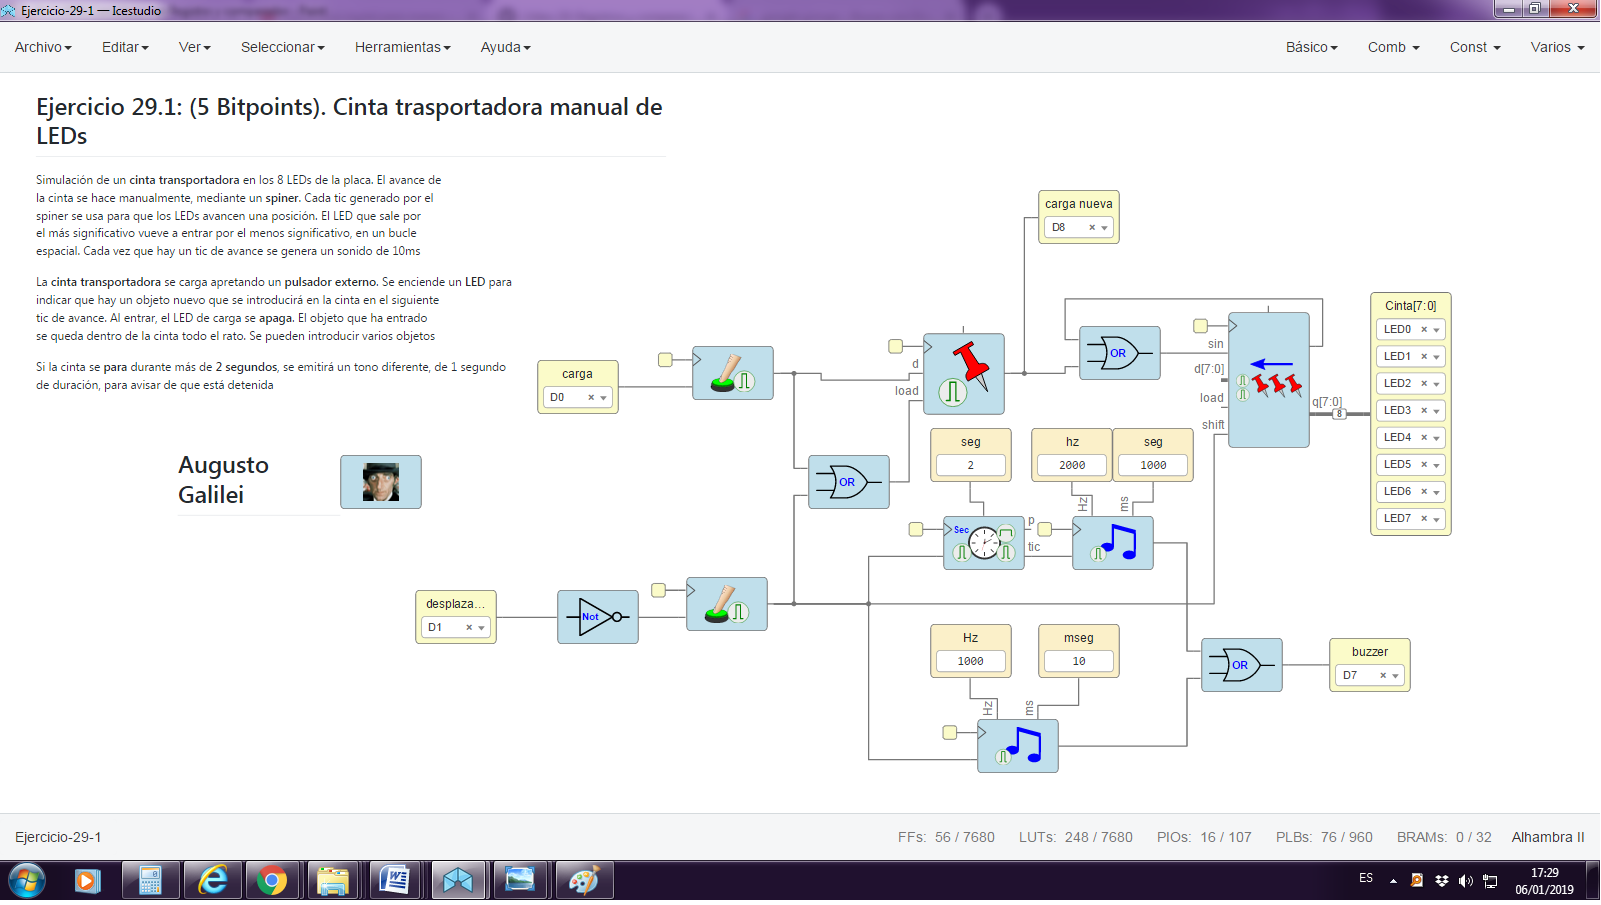 Ejercicio-29-1 — Icestudio
Archivo Editar Ver Seleccionar Herramientas Ayuda Básico Comb Const Varios
Ejercicio 29.1: (5 Bitpoints). Cinta trasportadora manual de
LEDs
Simulación de un cinta transportadora en los 8 LEDs de la placa. El avance de
la cinta se hace manualmente, mediante un spiner. Cada tic generado por el
spiner se usa para que los LEDs avancen una posición. El LED que sale por
el más significativo vueve a entrar por el menos significativo, en un bucle
espacial. Cada vez que hay un tic de avance se genera un sonido de 10ms
La cinta transportadora se carga apretando un pulsador externo. Se enciende un LED para
indicar que hay un objeto nuevo que se introducirá en la cinta en el siguiente
tic de avance. Al entrar, el LED de carga se apaga. El objeto que ha entrado
se queda dentro de la cinta todo el rato. Se pueden introducir varios objetos
Si la cinta se para durante más de 2 segundos, se emitirá un tono diferente, de 1 segundo
de duración, para avisar de que está detenida
Augusto
Galilei
carga
D0
desplaza...
D1
Not
OR
d
load
carga nueva
D8
OR
sin
d[7:0]
load
shift
q[7:0]
8
Cinta[7:0]
LED0
LED1
LED2
LED3
LED4
LED5
LED6
LED7
seg
2
hz
2000
seg
1000
Hz
ms
Sec
p
tic
Hz
1000
mseg
10
Hz
ms
OR
buzzer
D7
Ejercicio-29-1 FFs: 56 / 7680 LUTs: 248 / 7680 PIOs: 16 / 107 PLBs: 76 / 960 BRAMs: 0 / 32 Alhambra II
ES
17:29
06/01/2019